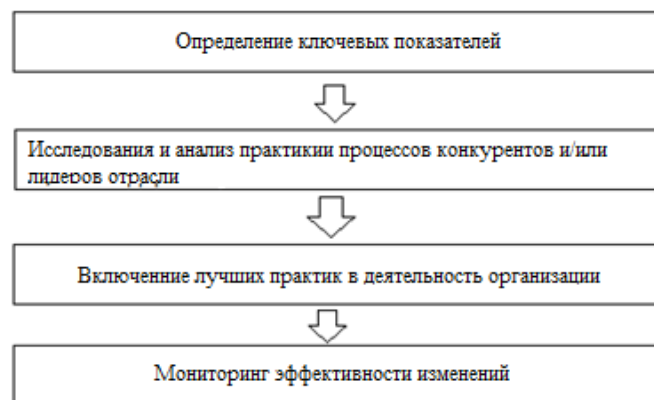 Определение ключевых показателей
Исследования и анализ практикии процессов конкурентов и/или
лидеров отрасли
Включенние лучших практик в деятельность организации
Мониторинг эффективности изменений